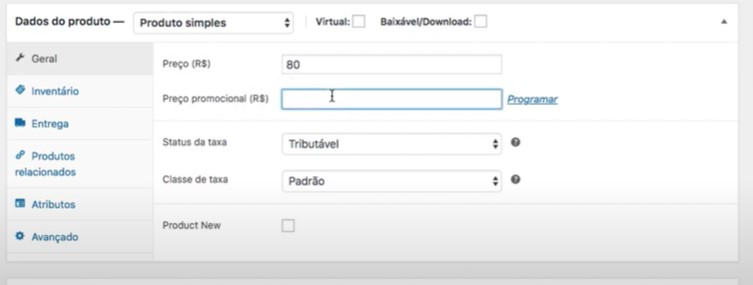 Dados do produto — Produto simples Virtual: Baixável/Download:
Geral
Inventário
Entrega
Produtos
relacionados
Atributos
Avançado
Preço (R$) 80
Preço promocional (R$) Programar
Status da taxa Tributável
Classe de taxa Padrão
Product New